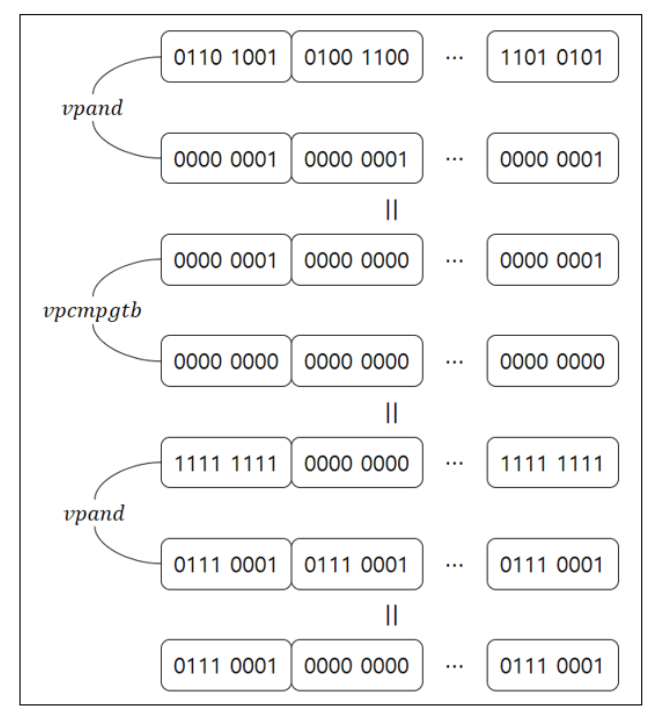 0110 1001 0100 1100 ... 1101 0101
vpand
0000 0001 0000 0001 ... 0000 0001
=
0000 0001 0000 0000 ... 0000 0001
vpcmpgtb
0000 0000 0000 0000 ... 0000 0000
=
1111 1111 0000 0000 ... 1111 1111
vpand
0111 0001 0111 0001 ... 0111 0001
=
0111 0001 0000 0000 ... 0111 0001